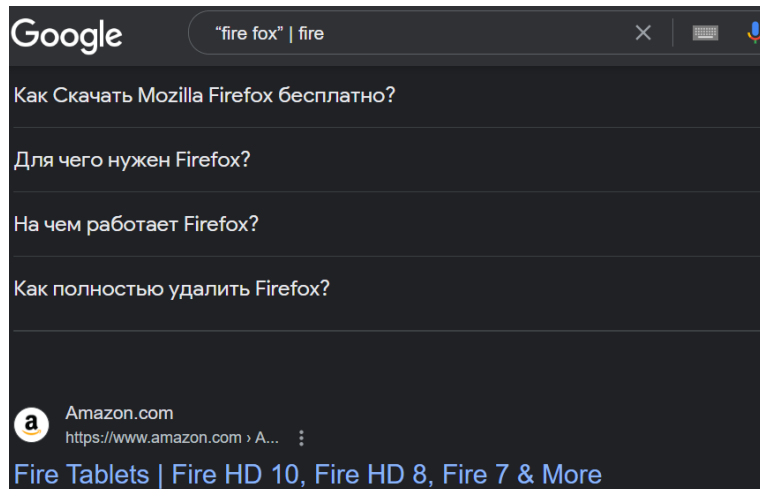 Google
“fire fox” | fire
Как Скачать Mozilla Firefox бесплатно?
Для чего нужен Firefox?
На чем работает Firefox?
Как полностью удалить Firefox?
a
Amazon.com
https://www.amazon.com › A...
Fire Tablets | Fire HD 10, Fire HD 8, Fire 7 & More